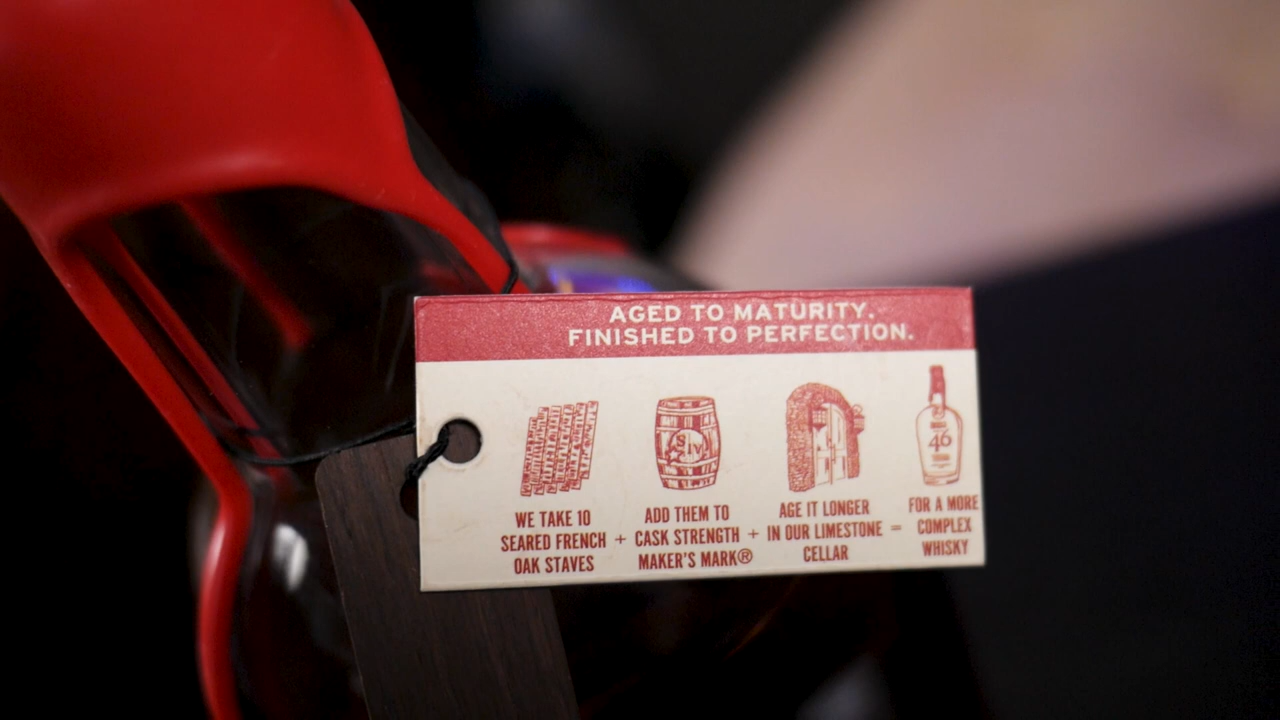 AGED TO MATURITY.
FINISHED TO PERFECTION.
WE TAKE 10
SEARED FRENCH
OAK STAVES
+
ADD THEM TO
CASK STRENGTH
MAKER'S MARK®
+
AGE IT LONGER
IN OUR LIMESTONE
CELLAR
=
46
FOR A MORE
COMPLEX
WHISKY